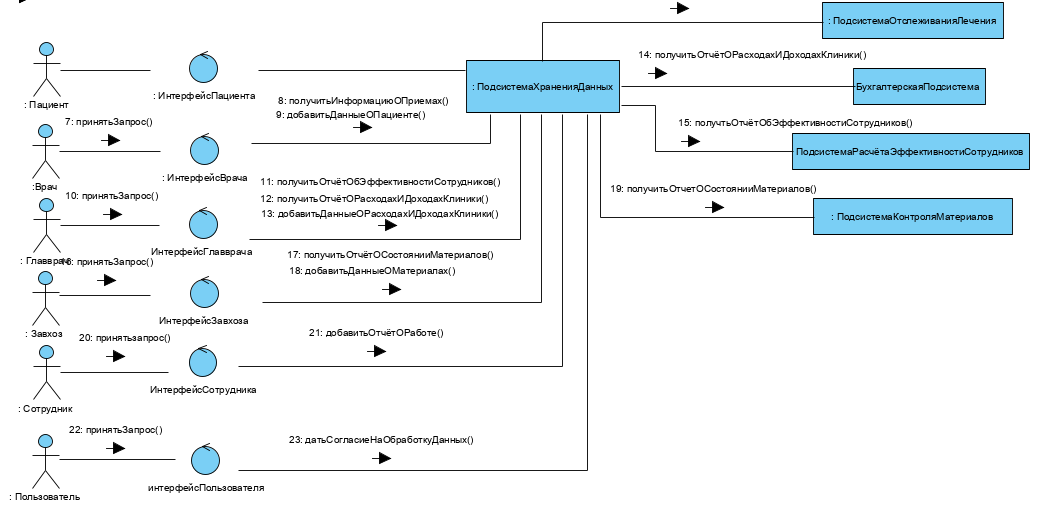 : ПодсистемаОтслеживанияЛечения
14: получитьОтчётОРасходахИДоходахКлиники()
: ПодсистемаХраненияДанных
БухгалтерскаяПодсистема
: Пациент
: ИнтерфейсПациента
8: получитьИнформациюОПриемах()
9: добавитьДанныеОПациенте()
7: принятьЗапрос()
15: получтьОтчётОбЭффективностиСотрудников()
ПодсистемаРасчётаЭффективностиСотрудников
:Врач
: ИнтерфейсВрача
11: получитьОтчётОбЭффективностиСотрудников()
12: получитьОтчётОРасходахИДоходахКлиники()
13: добавитьДанныеОРасходахИДоходахКлиники()
10: принятьЗапрос()
19: получитьОтчетОСостоянииМатериалов()
: ПодсистемаКонтроляМатериалов
: Главврач
ИнтерфейсГлавврача
16: принятьЗапрос()
17: получитьОтчётОСостоянииМатериалов()
18: добавитьДанныеОМатериалах()
: Завхоз
ИнтерфейсЗавхоза
20: принятьзапрос()
21: добавитьОтчётОРаботе()
: Сотрудник
ИнтерфейсСотрудника
22: принятьЗапрос()
23: датьСогласиеНаОбработкуДанных()
: Пользователь
интерфейсПользователя